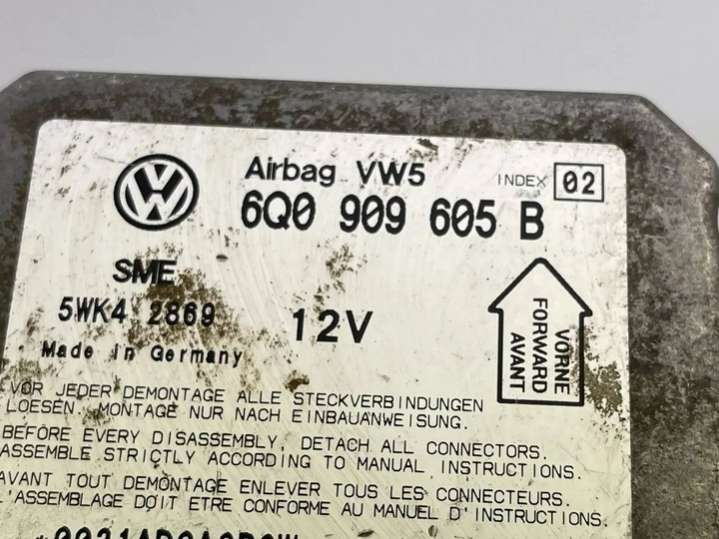 Airbag VW5
INDEX 02
6Q0 909 605 B
SME
5WK4 2869
12V
Made in Germany
VORNE
FORWARD
AVANT
VOR JEDER DEMONTAGE ALLE STECKVERBINDUNGEN
LOESEN. MONTAGE NUR NACH EINBAUANWEISUNG.
BEFORE EVERY DISASSEMBLY, DETACH ALL CONNECTORS.
ASSEMBLE STRICTLY ACCORDING TO MANUAL INSTRUCTIONS.
AVANT TOUT DÉMONTAGE ENLEVER TOUS LES CONNECTEURS.
L'ASSEMBLAGE DOIT ETRE CONFORME AU MANUEL D'INSTRUCTIONS